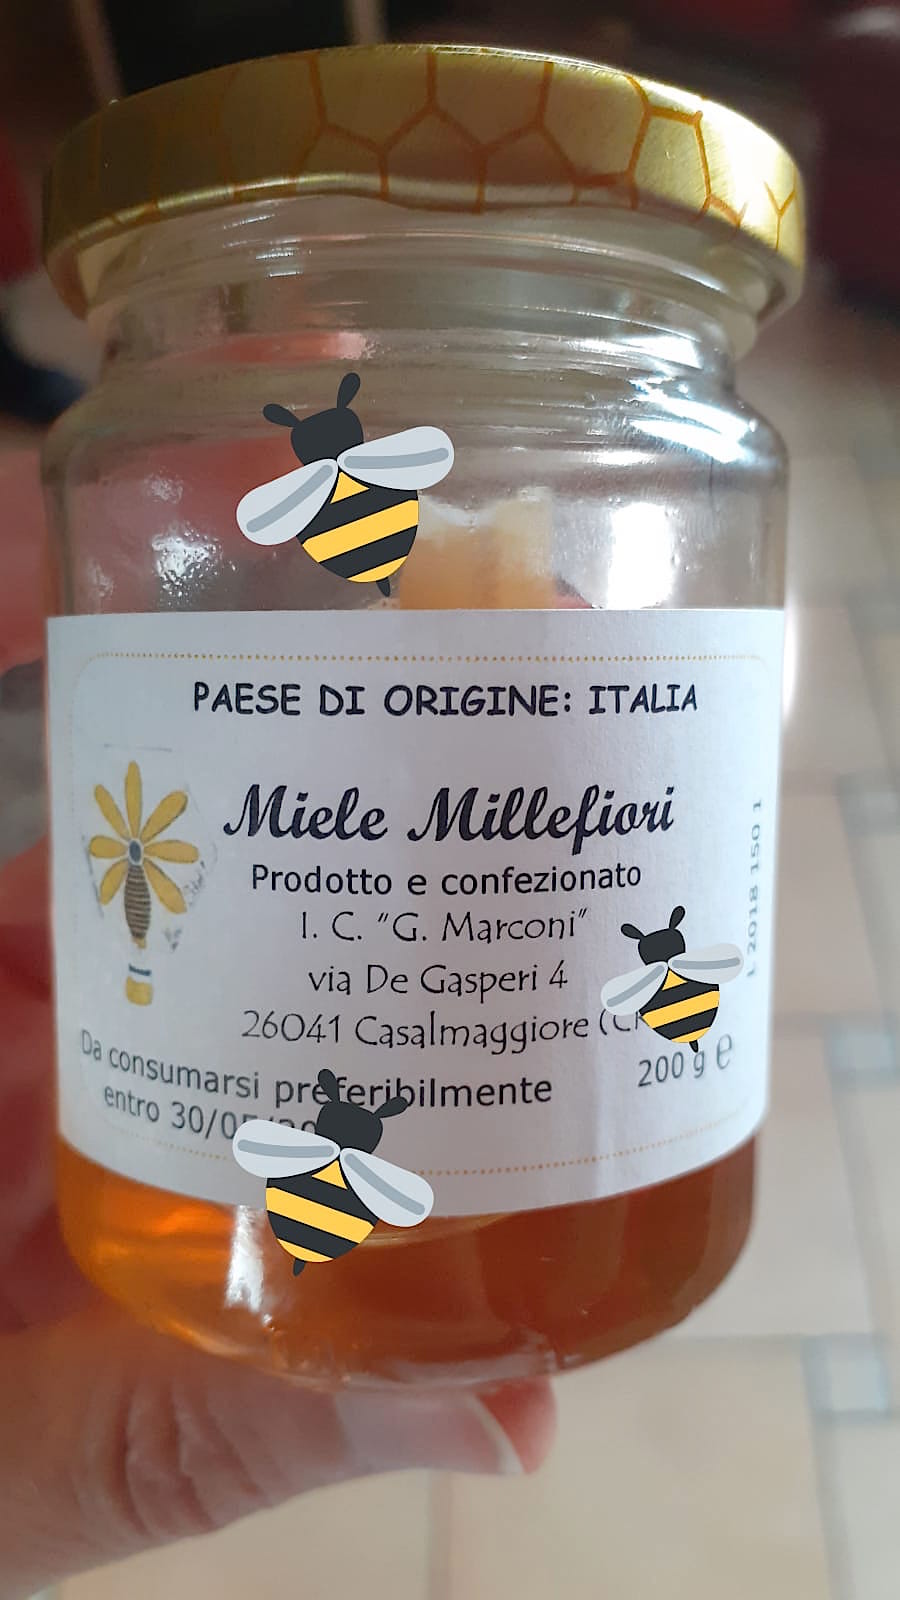 PAESE DI ORIGINE: ITALIA
Miele Millefiori
Prodotto e confezionato
I. C. "G. Marconi"
via De Gasperi 4
26041 Casalmaggiore
200 g e
Da consumarsi preferibilmente
entro
L 2018 150 1